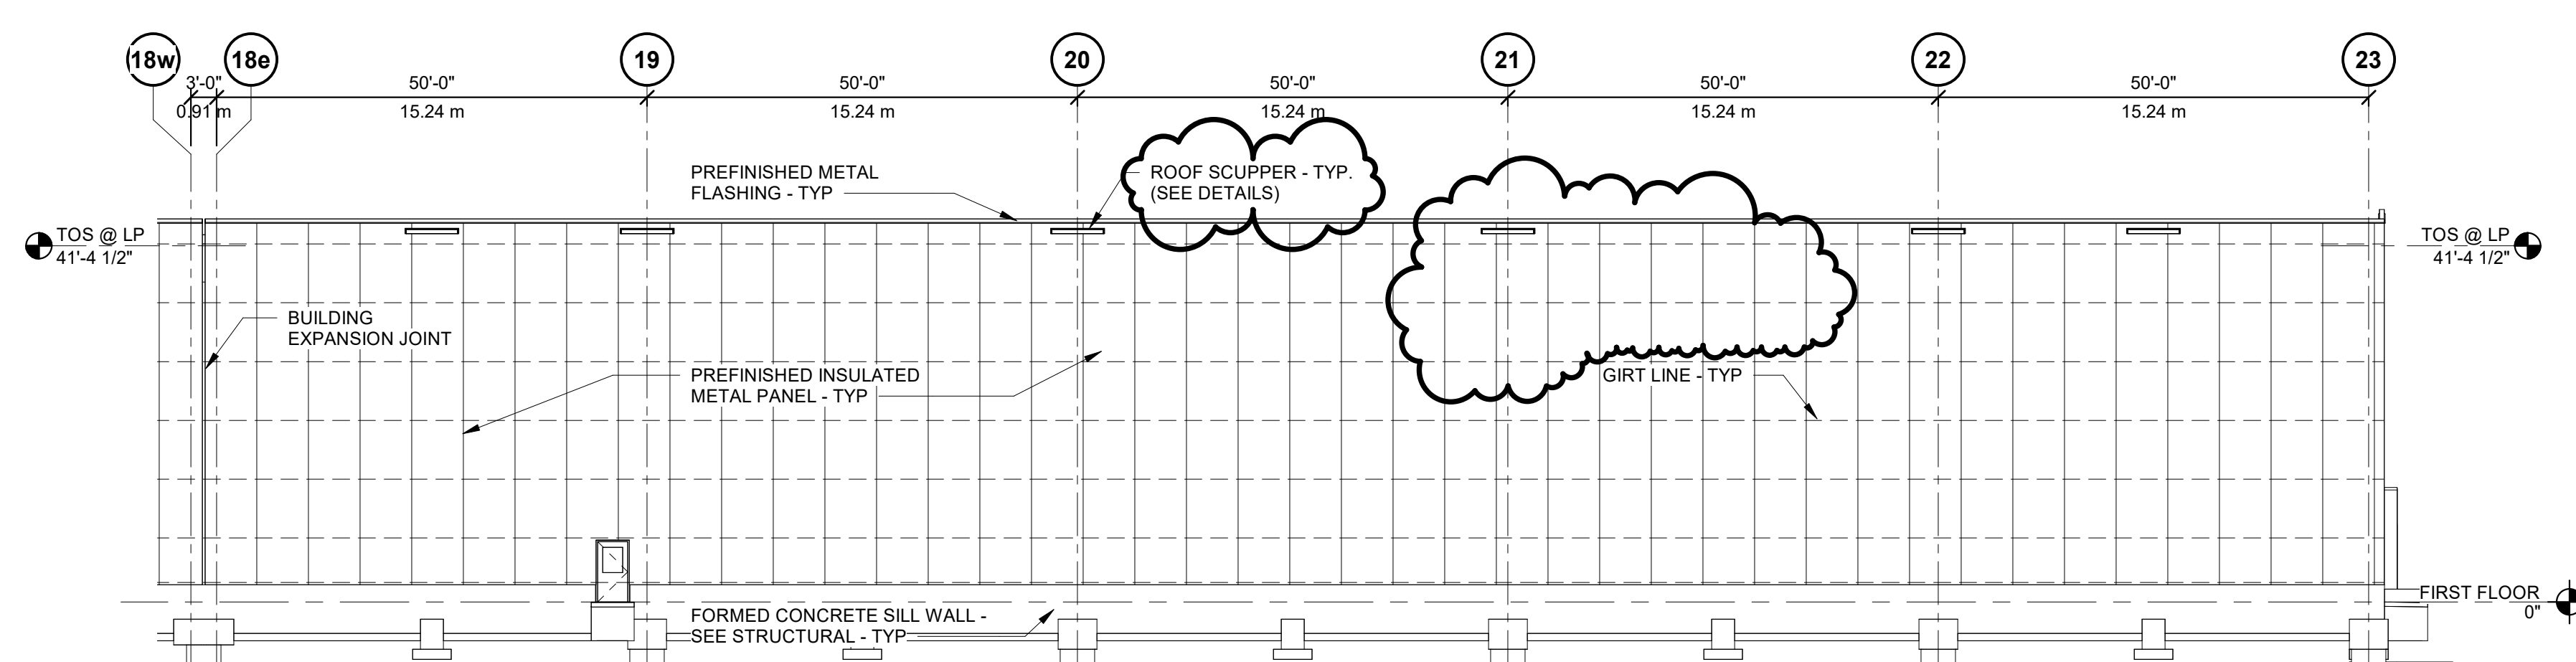 18w 18e 19 20 21 22 23
3'-0" 50'-0" 50'-0" 50'-0" 50'-0" 50'-0"
0.91 m 15.24 m 15.24 m 15.24 m 15.24 m 15.24 m
PREFINISHED METAL
FLASHING - TYP
ROOF SCUPPER - TYP.
(SEE DETAILS)
TOS @ LP
41'-4 1/2"
TOS @ LP
41'-4 1/2"
BUILDING
EXPANSION JOINT
PREFINISHED INSULATED
METAL PANEL - TYP
GIRT LINE - TYP
FIRST FLOOR
0"
FORMED CONCRETE SILL WALL -
SEE STRUCTURAL - TYP